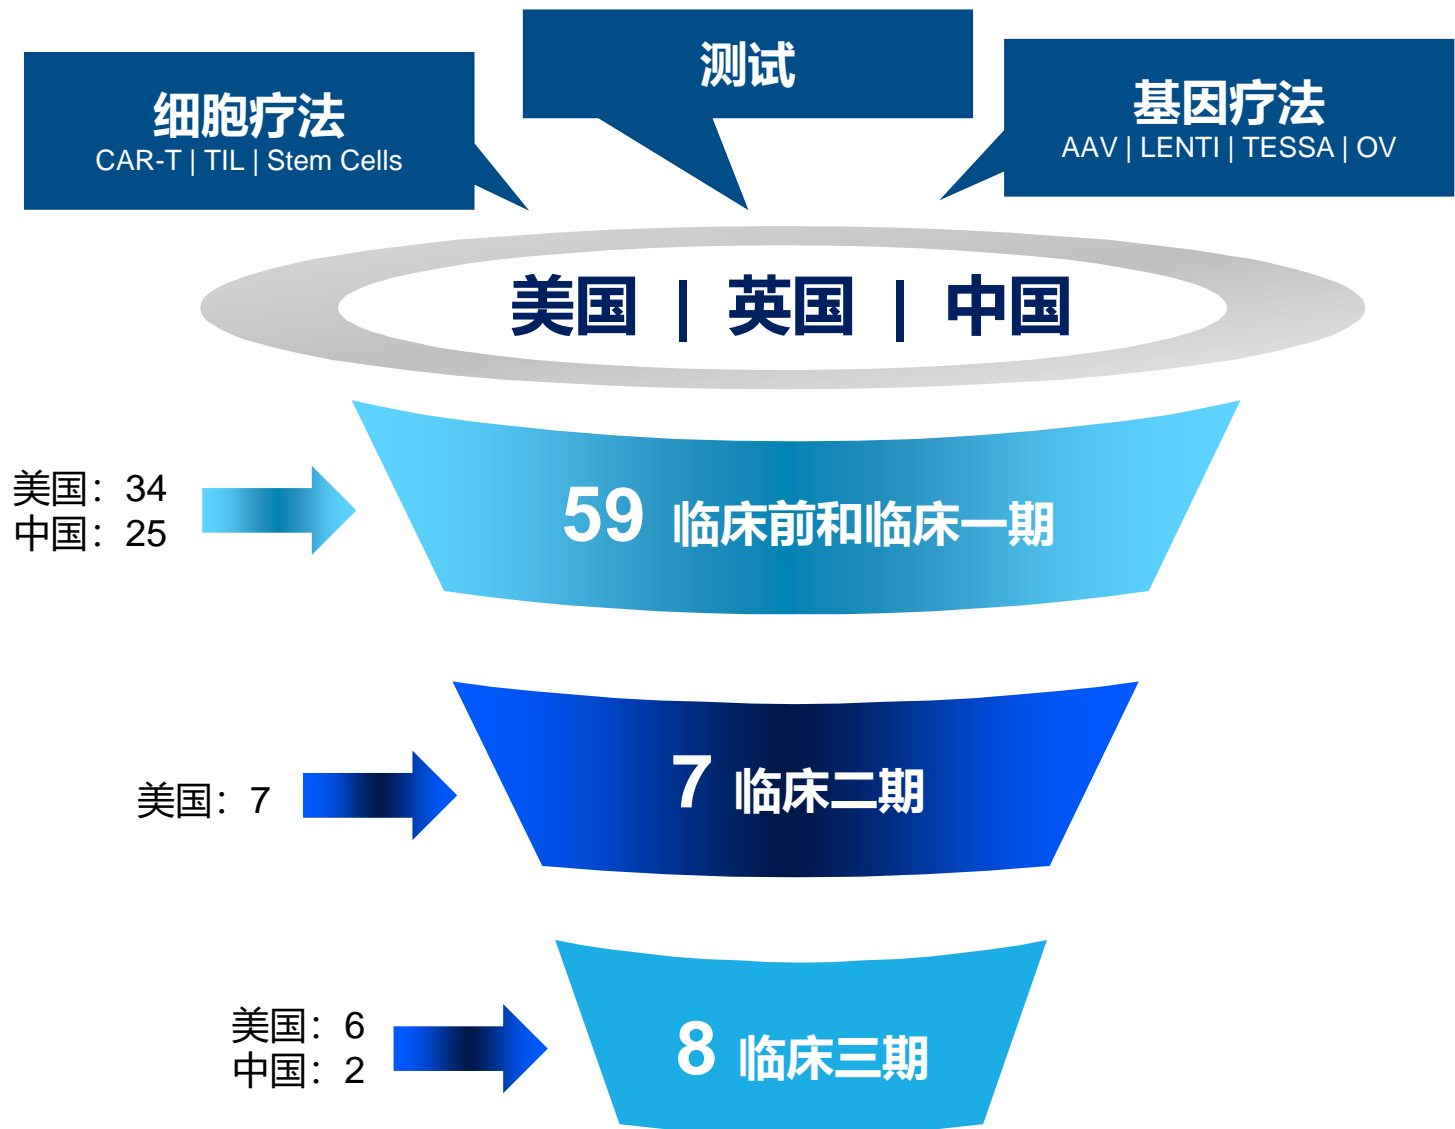 细胞疗法
CAR-T | TIL | Stem Cells
测试
基因疗法
AAV | LENTI | TESSA | OV
美国 | 英国 | 中国
美国：34
中国：25
59 临床前和临床一期
美国：7
7 临床二期
美国：6
中国：2
8 临床三期